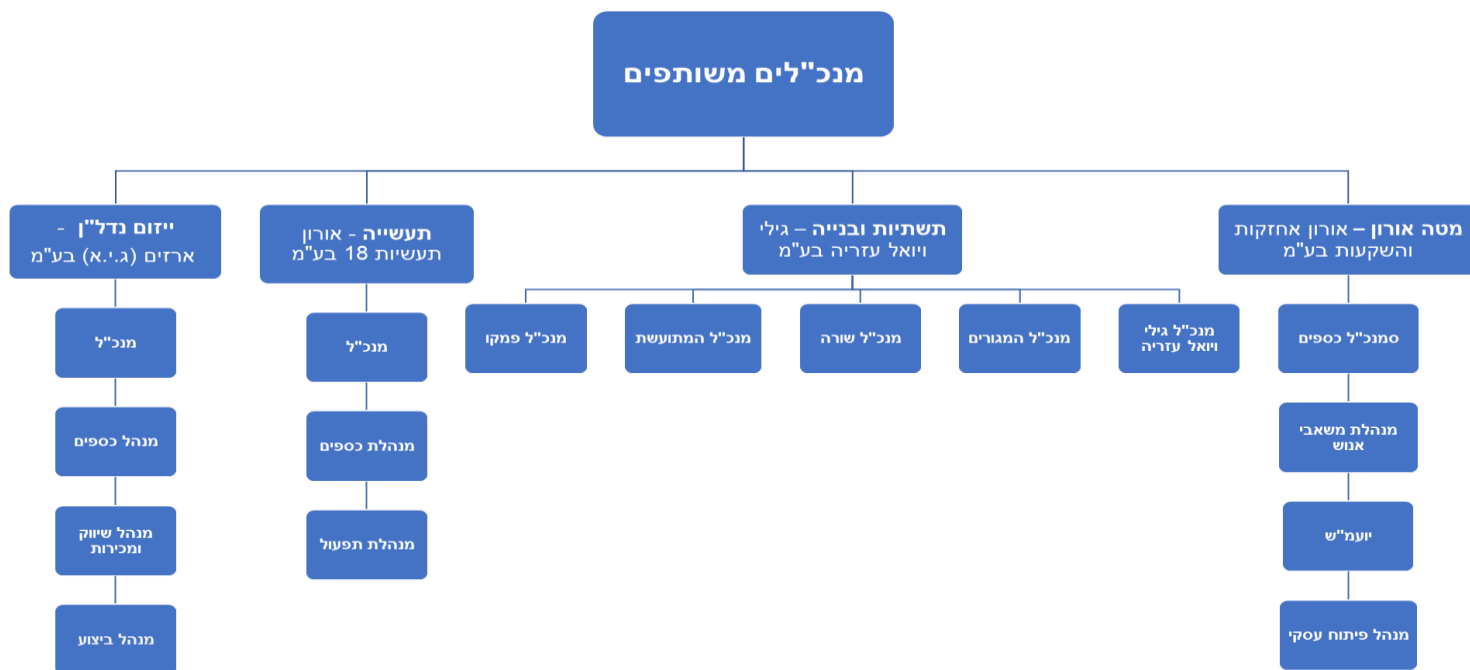 מנכ"לים משותפים
מטה אורון – אורון אחזקות
והשקעות בע"מ
סמנכ"ל כספים
מנהלת משאבי
אנוש
יועמ"ש
מנהל פיתוח עסקי
תשתיות ובנייה – גילי
ויואל עזריה בע"מ
מנכ"ל גילי
ויואל עזריה
מנכ"ל המגורים
מנכ"ל שורה
מנכ"ל המתועשת
מנכ"ל פמקו
תעשייה - אורון
תעשיות 18 בע"מ
מנכ"ל
מנהלת כספים
מנהלת תפעול
ייזום נדל"ן -
ארזים (ג.י.א) בע"מ
מנכ"ל
מנהל כספים
מנהל שיווק
ומכירות
מנהל ביצוע